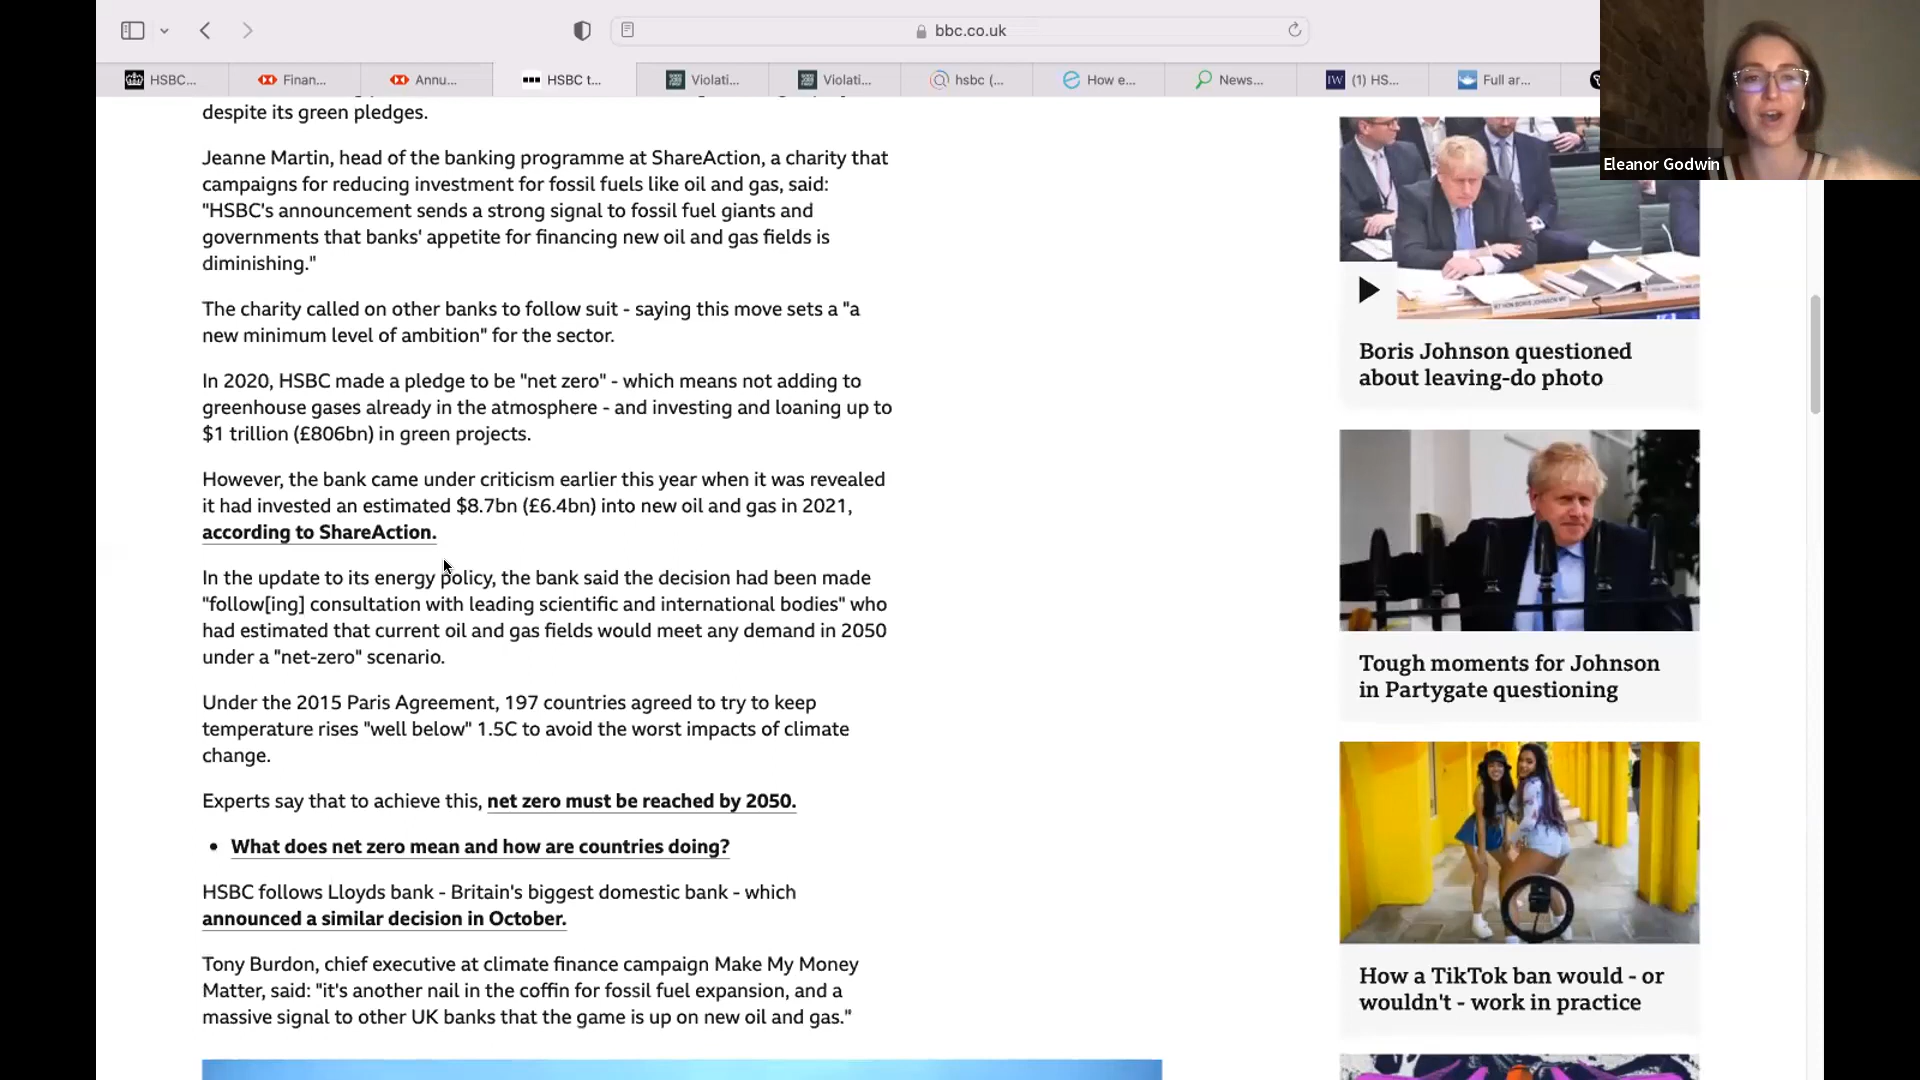 bbc.co.uk
HSBC...
Finan...
Annu...
HSBC t...
Violati...
Violati...
hsbc (...
How e...
News...
IW
(1) HS...
Full ar...
Eleanor Godwin
despite its green pledges.
Jeanne Martin, head of the banking programme at ShareAction, a charity that
campaigns for reducing investment for fossil fuels like oil and gas, said:
"HSBC's announcement sends a strong signal to fossil fuel giants and
governments that banks' appetite for financing new oil and gas fields is
diminishing."
The charity called on other banks to follow suit - saying this move sets a "a
new minimum level of ambition" for the sector.
In 2020, HSBC made a pledge to be "net zero" - which means not adding to
greenhouse gases already in the atmosphere - and investing and loaning up to
$1 trillion (£806bn) in green projects.
However, the bank came under criticism earlier this year when it was revealed
it had invested an estimated $8.7bn (£6.4bn) into new oil and gas in 2021,
according to ShareAction.
In the update to its energy policy, the bank said the decision had been made
"follow[ing] consultation with leading scientific and international bodies" who
had estimated that current oil and gas fields would meet any demand in 2050
under a "net-zero" scenario.
Under the 2015 Paris Agreement, 197 countries agreed to try to keep
temperature rises "well below" 1.5C to avoid the worst impacts of climate
change.
Experts say that to achieve this, net zero must be reached by 2050.
• What does net zero mean and how are countries doing?
HSBC follows Lloyds bank - Britain's biggest domestic bank - which
announced a similar decision in October.
Tony Burdon, chief executive at climate finance campaign Make My Money
Matter, said: "it's another nail in the coffin for fossil fuel expansion, and a
massive signal to other UK banks that the game is up on new oil and gas."
Boris Johnson questioned
about leaving-do photo
Tough moments for Johnson
in Partygate questioning
How a TikTok ban would - or
wouldn't - work in practice